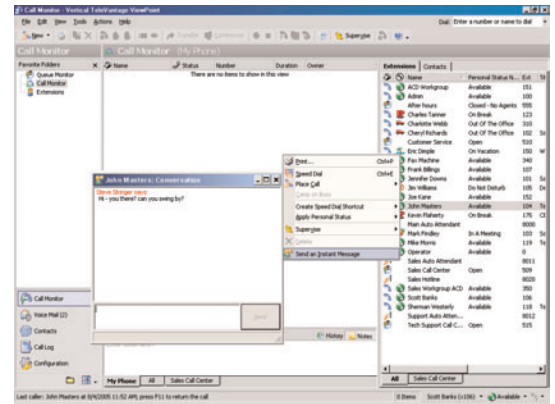 Call Monitor - Vertical TeleVantage ViewPoint
File Edit View Tools Actions Template Help
Dial: Enter a number or name to dial
Supervise
Call Monitor
Call Monitor (My Phone)
Favorite Folders
Queue Monitor
Call Monitor
Extensions
Name Status Number Duration Owner
There are no items to show in this view
Extensions Contacts
Name Personal Status N... Ext
ACD Workgroup Available 151
Admin Available 100
After hours Closed - No Agents 555
Charles Tanner On Break 123
Charlotte Webb Out Of The Office 310
Cheryl Richards Out Of The Office 102
Customer Service Open 510
Eric Dimple On Vacation 150
Fax Machine Available 340
Frank Billings Available 107
Jennifer Downs Available 101
Jim Williams Do Not Disturb 105
Joe Kane Available 152
John Masters Available 104
Kevin Flaherty On Break 175
Main Auto Attendant 8000
Mark Findley In A Meeting 103
Mike Morris Available 119
Operator Available 0
Sales Auto Attendant 8011
Sales Call Center Open 509
Sales Hotline 8020
Sales Workgroup ACD Available 350
Scott Banks Available 106
Sherman Westerly Available 118
Support Auto Atten... 8012
Tech Support Call C... Open 515
Print... Ctrl+P
Speed Dial Ctrl+E
Place Call
Camp on Busy
Create Speed Dial Shortcut
Apply Personal Status
Supervise
Delete
Send an Instant Message
John Masters: Conversation
Steve Stringer says:
Hi - you there? can you swing by?
Send
History Notes
Call Monitor
Voice Mail (2)
Contacts
Call Log
Configuration
My Phone All Sales Call Center
All Sales Call Center
Last caller: John Masters at 8/4/2005 11:52 AM; press F11 to return the call
0 Items Scott Banks (x106) Available